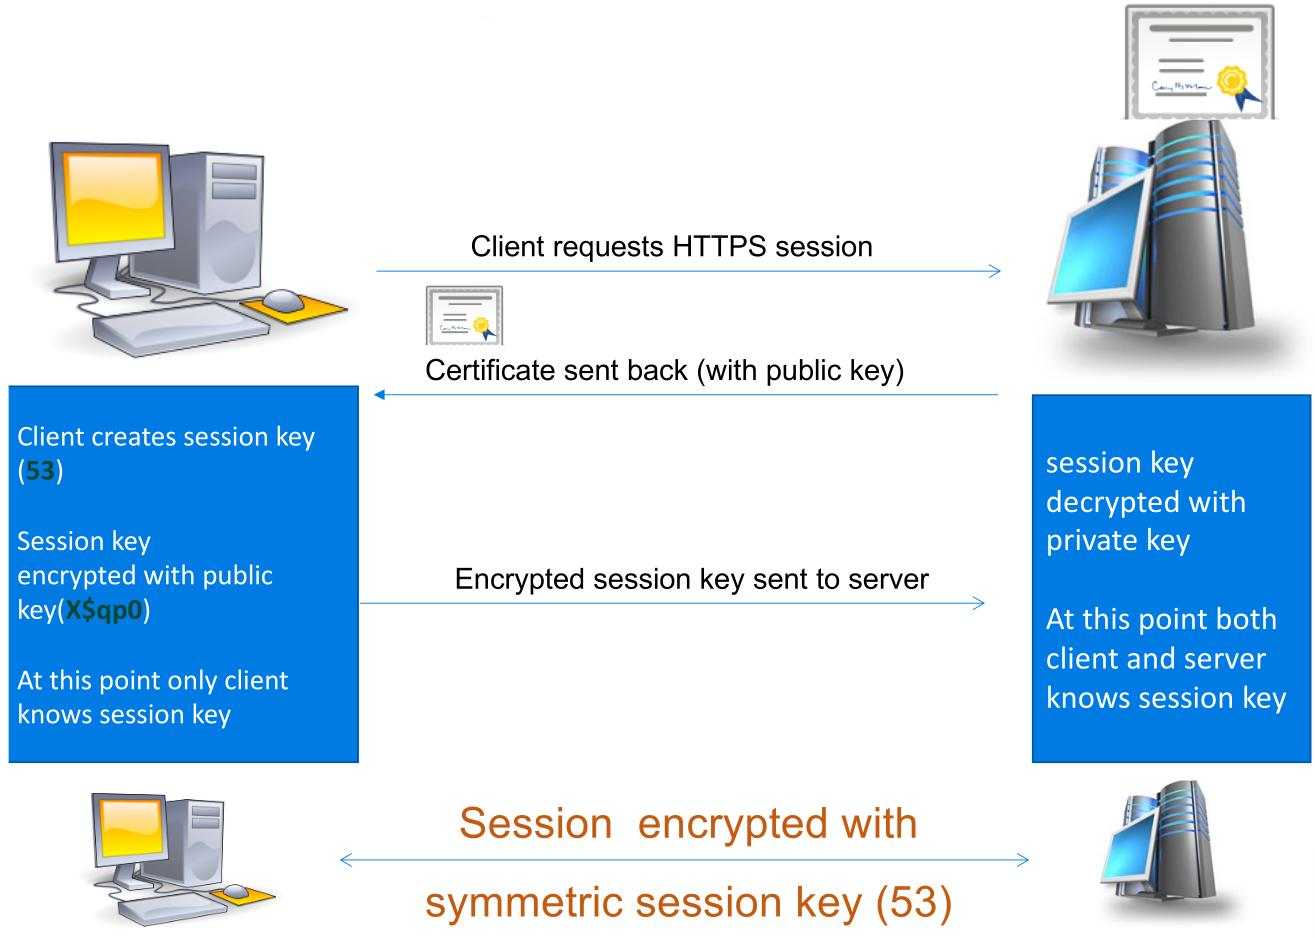 Client requests HTTPS session
Certificate sent back (with public key)
Client creates session key
(53)
Session key
encrypted with public
key(X$qp0)
At this point only client
knows session key
Encrypted session key sent to server
session key
decrypted with
private key
At this point both
client and server
knows session key
Session encrypted with
symmetric session key (53)